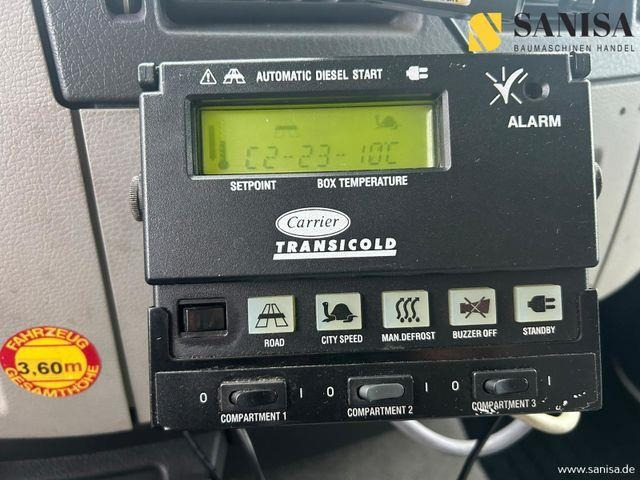 SANISA
BAUMASCHINEN HANDEL
AUTOMATIC DIESEL START
ALARM
C2-23-10C
SETPOINT BOX TEMPERATURE
Carrier
TRANSICOLD
ROAD CITY SPEED MAN.DEFROST BUZZER OFF STANDBY
0 I 0 I 0 I
COMPARTMENT 1 COMPARTMENT 2 COMPARTMENT 3
FAHRZEUG
3,60m
GESAMTHÖHE
www.sanisa.de